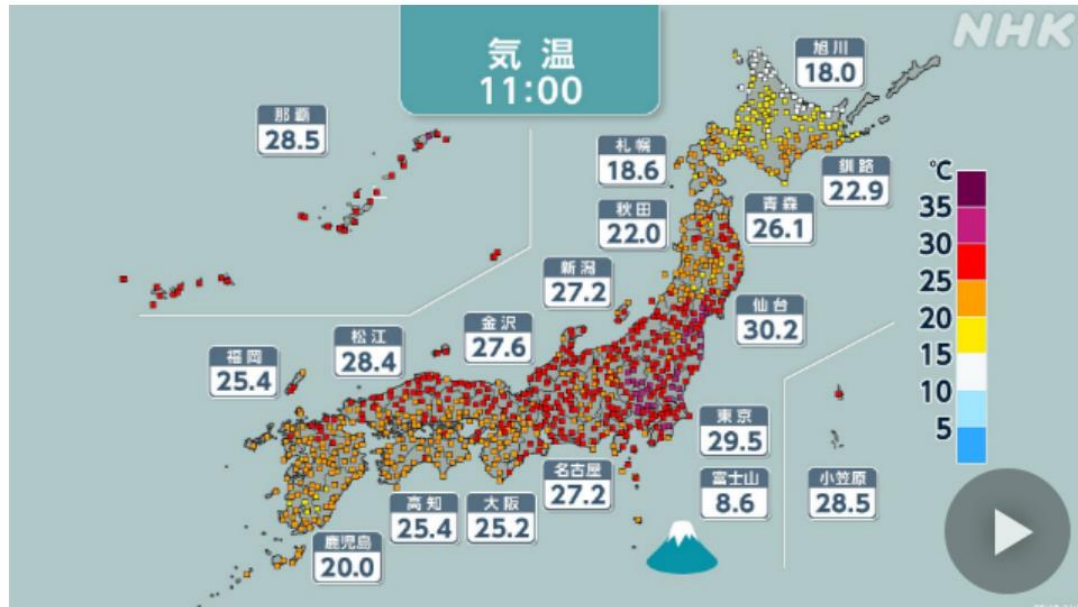 気温
11:00
NHK
旭川
18.0
那覇
28.5
札幌
18.6
釧路
22.9
秋田
22.0
青森
26.1
新潟
27.2
仙台
30.2
金沢
27.6
松江
28.4
福岡
25.4
東京
29.5
名古屋
27.2
富士山
8.6
小笠原
28.5
高知
25.4
大阪
25.2
鹿児島
20.0
℃
35
30
25
20
15
10
5